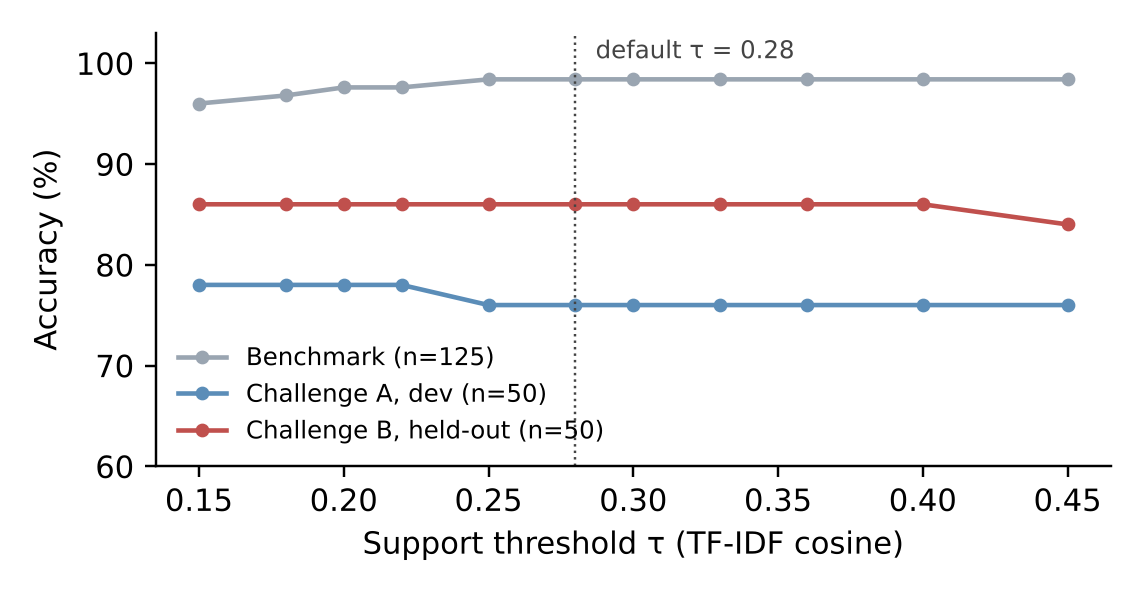 default τ = 0.28
Accuracy (%)
100
90
80
70
60
Benchmark (n=125)
Challenge A, dev (n=50)
Challenge B, held-out (n=50)
0.15 0.20 0.25 0.30 0.35 0.40 0.45
Support threshold τ (TF-IDF cosine)